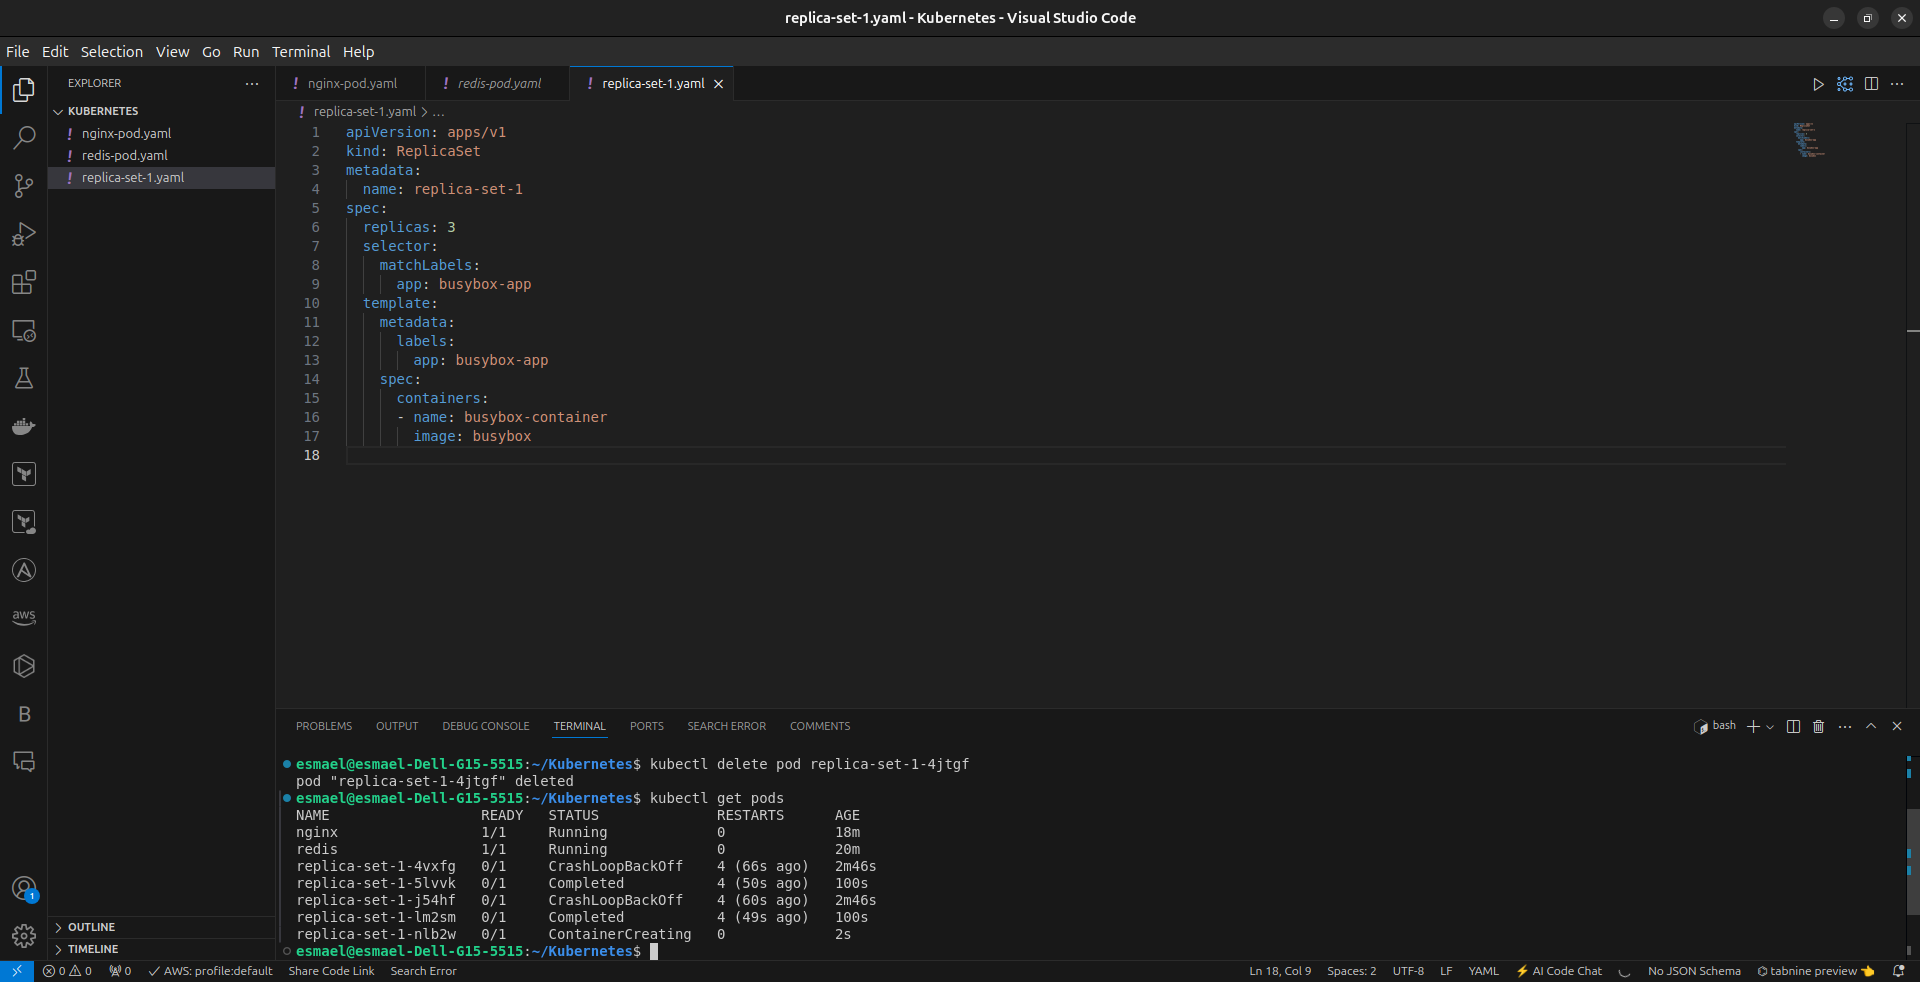 replica-set-1.yaml - Kubernetes - Visual Studio Code
File Edit Selection View Go Run Terminal Help
EXPLORER
KUBERNETES
nginx-pod.yaml
redis-pod.yaml
replica-set-1.yaml
OUTLINE
TIMELINE
! nginx-pod.yaml ! redis-pod.yaml ! replica-set-1.yaml
! replica-set-1.yaml > ...
1 apiVersion: apps/v1
2 kind: ReplicaSet
3 metadata:
4   name: replica-set-1
5 spec:
6   replicas: 3
7   selector:
8     matchLabels:
9       app: busybox-app
10   template:
11     metadata:
12       labels:
13         app: busybox-app
14     spec:
15       containers:
16       - name: busybox-container
17         image: busybox
18
PROBLEMS OUTPUT DEBUG CONSOLE TERMINAL PORTS SEARCH ERROR COMMENTS
bash
esmael@esmael-Dell-G15-5515:~/Kubernetes$ kubectl delete pod replica-set-1-4jtgf
pod "replica-set-1-4jtgf" deleted
esmael@esmael-Dell-G15-5515:~/Kubernetes$ kubectl get pods
NAME READY STATUS RESTARTS AGE
nginx 1/1 Running 0 18m
redis 1/1 Running 0 20m
replica-set-1-4vxfg 0/1 CrashLoopBackOff 4 (66s ago) 2m46s
replica-set-1-5lvvk 0/1 Completed 4 (50s ago) 100s
replica-set-1-j54hf 0/1 CrashLoopBackOff 4 (60s ago) 2m46s
replica-set-1-lm2sm 0/1 Completed 4 (49s ago) 100s
replica-set-1-nlb2w 0/1 ContainerCreating 0 2s
esmael@esmael-Dell-G15-5515:~/Kubernetes$
aws
B
1
0 0 0 AWS: profile:default Share Code Link Search Error
Ln 18, Col 9 Spaces: 2 UTF-8 LF YAML ⚡ AI Code Chat No JSON Schema tabnine preview 👈